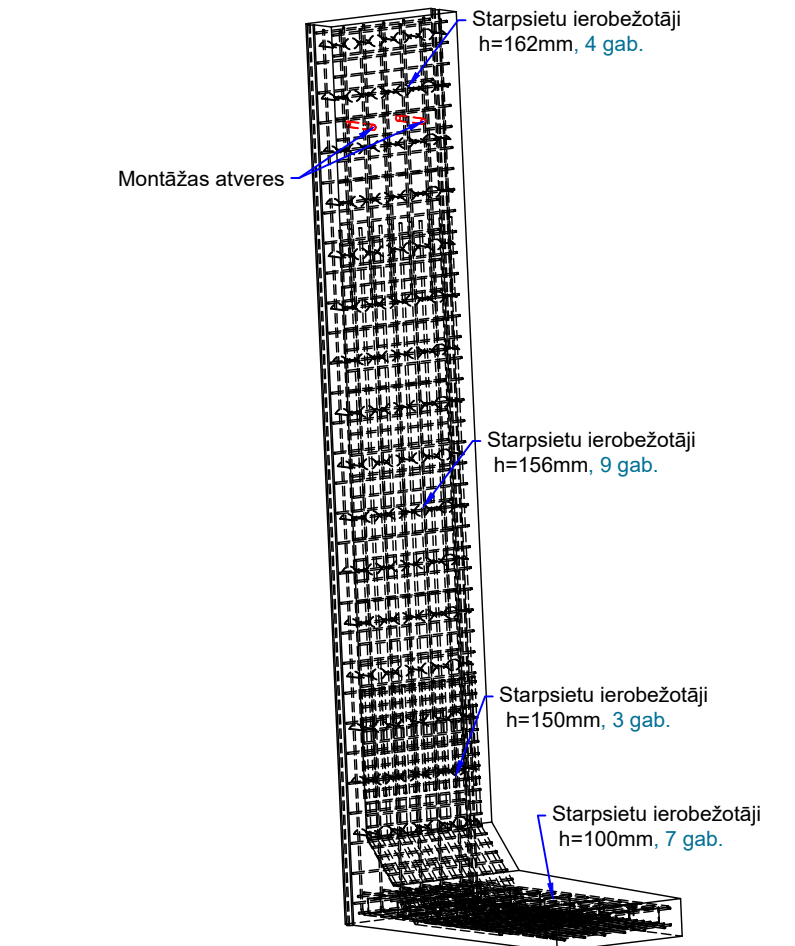 Starpsietu ierobežotāji
h=162mm, 4 gab.
Montāžas atveres
Starpsietu ierobežotāji
h=156mm, 9 gab.
Starpsietu ierobežotāji
h=150mm, 3 gab.
Starpsietu ierobežotāji
h=100mm, 7 gab.